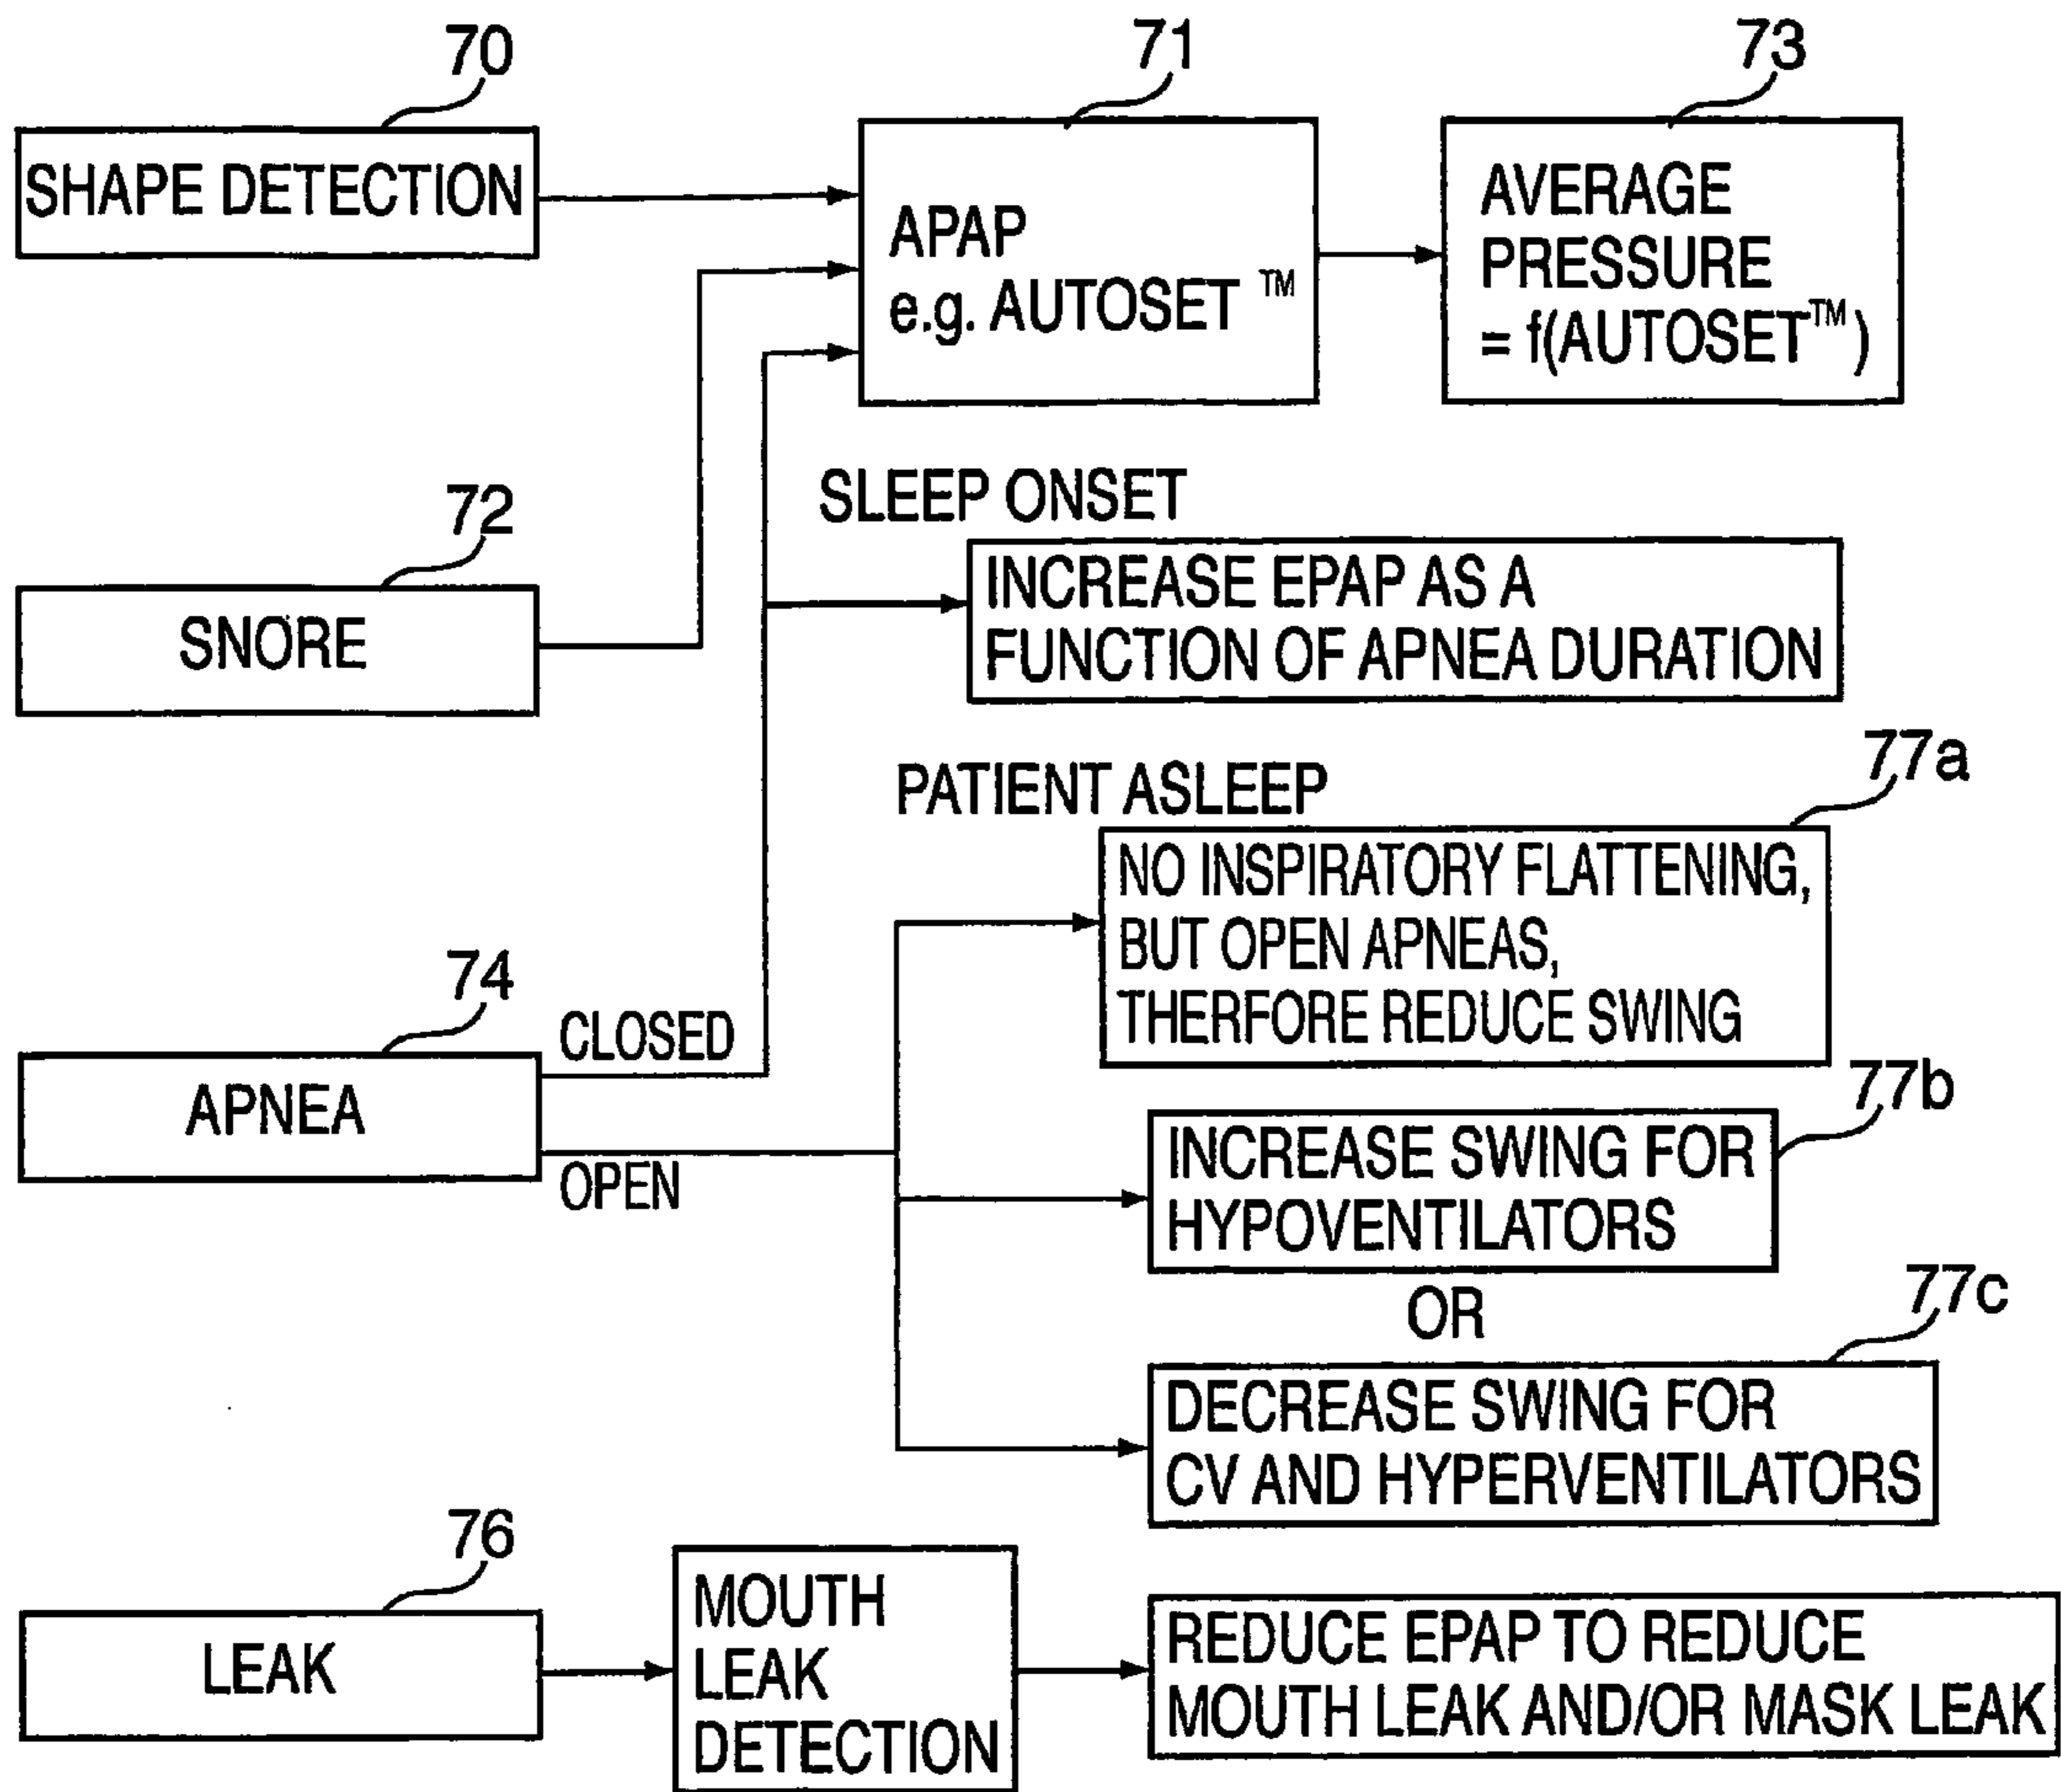 70
SHAPE DETECTION
71
APAP
e.g. AUTOSET ™
73
AVERAGE
PRESSURE
= f(AUTOSET™)
72
SNORE
SLEEP ONSET
INCREASE EPAP AS A
FUNCTION OF APNEA DURATION
PATIENT ASLEEP
77a
NO INSPIRATORY FLATTENING,
BUT OPEN APNEAS,
THERFORE REDUCE SWING
74
APNEA
CLOSED
OPEN
77b
INCREASE SWING FOR
HYPOVENTILATORS
OR
77c
DECREASE SWING FOR
CV AND HYPERVENTILATORS
76
LEAK
MOUTH
LEAK
DETECTION
REDUCE EPAP TO REDUCE
MOUTH LEAK AND/OR MASK LEAK